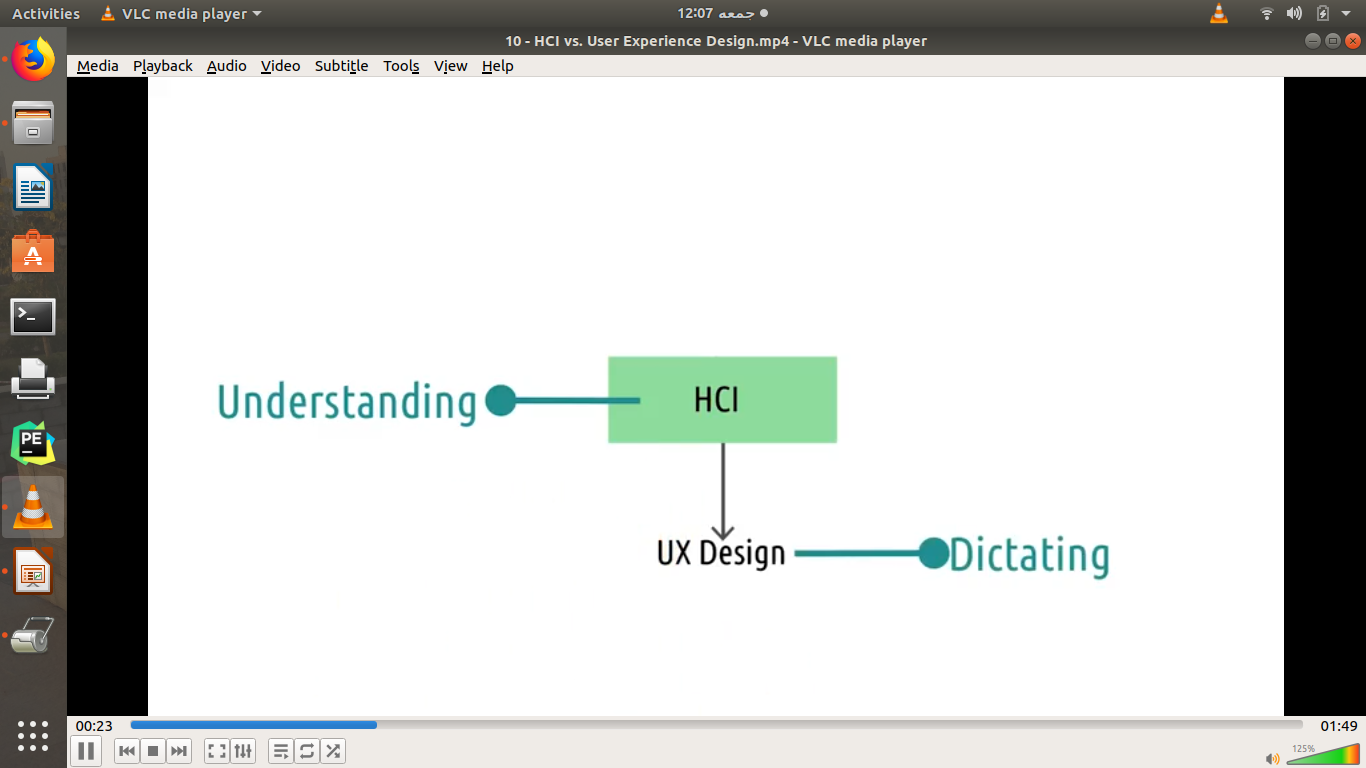 Activities VLC media player جمعه 12:07
10 - HCI vs. User Experience Design.mp4 - VLC media player
Media Playback Audio Video Subtitle Tools View Help
HCI
Understanding
UX Design
Dictating
PE
>_
A
00:23 01:49
125%